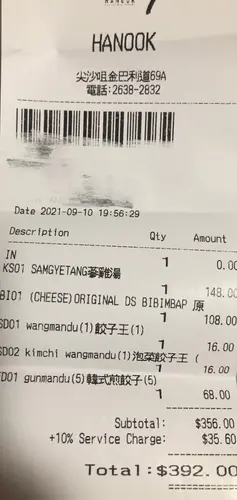 HANOOK
HANOOK
尖沙咀金巴利道69A
電話:2638-2832
Date 2021-09-10 19:56:29
Description Qty Amount
IN 1 0.00
KS01 SAMGYETANG蔘雞湯
1 148.00
BI01 (CHEESE)ORIGINAL DS BIBIMBAP 原
1 108.00
SD01 wangmandu(1)餃子王(1)
1 16.00
SD02 kimchi wangmandu(1)泡菜餃子王(
1 16.00
FD01 gunmandu(5)韓式煎餃子(5)
1 68.00
Subtotal: $356.00
+10% Service Charge: $35.60
Total:$392.00